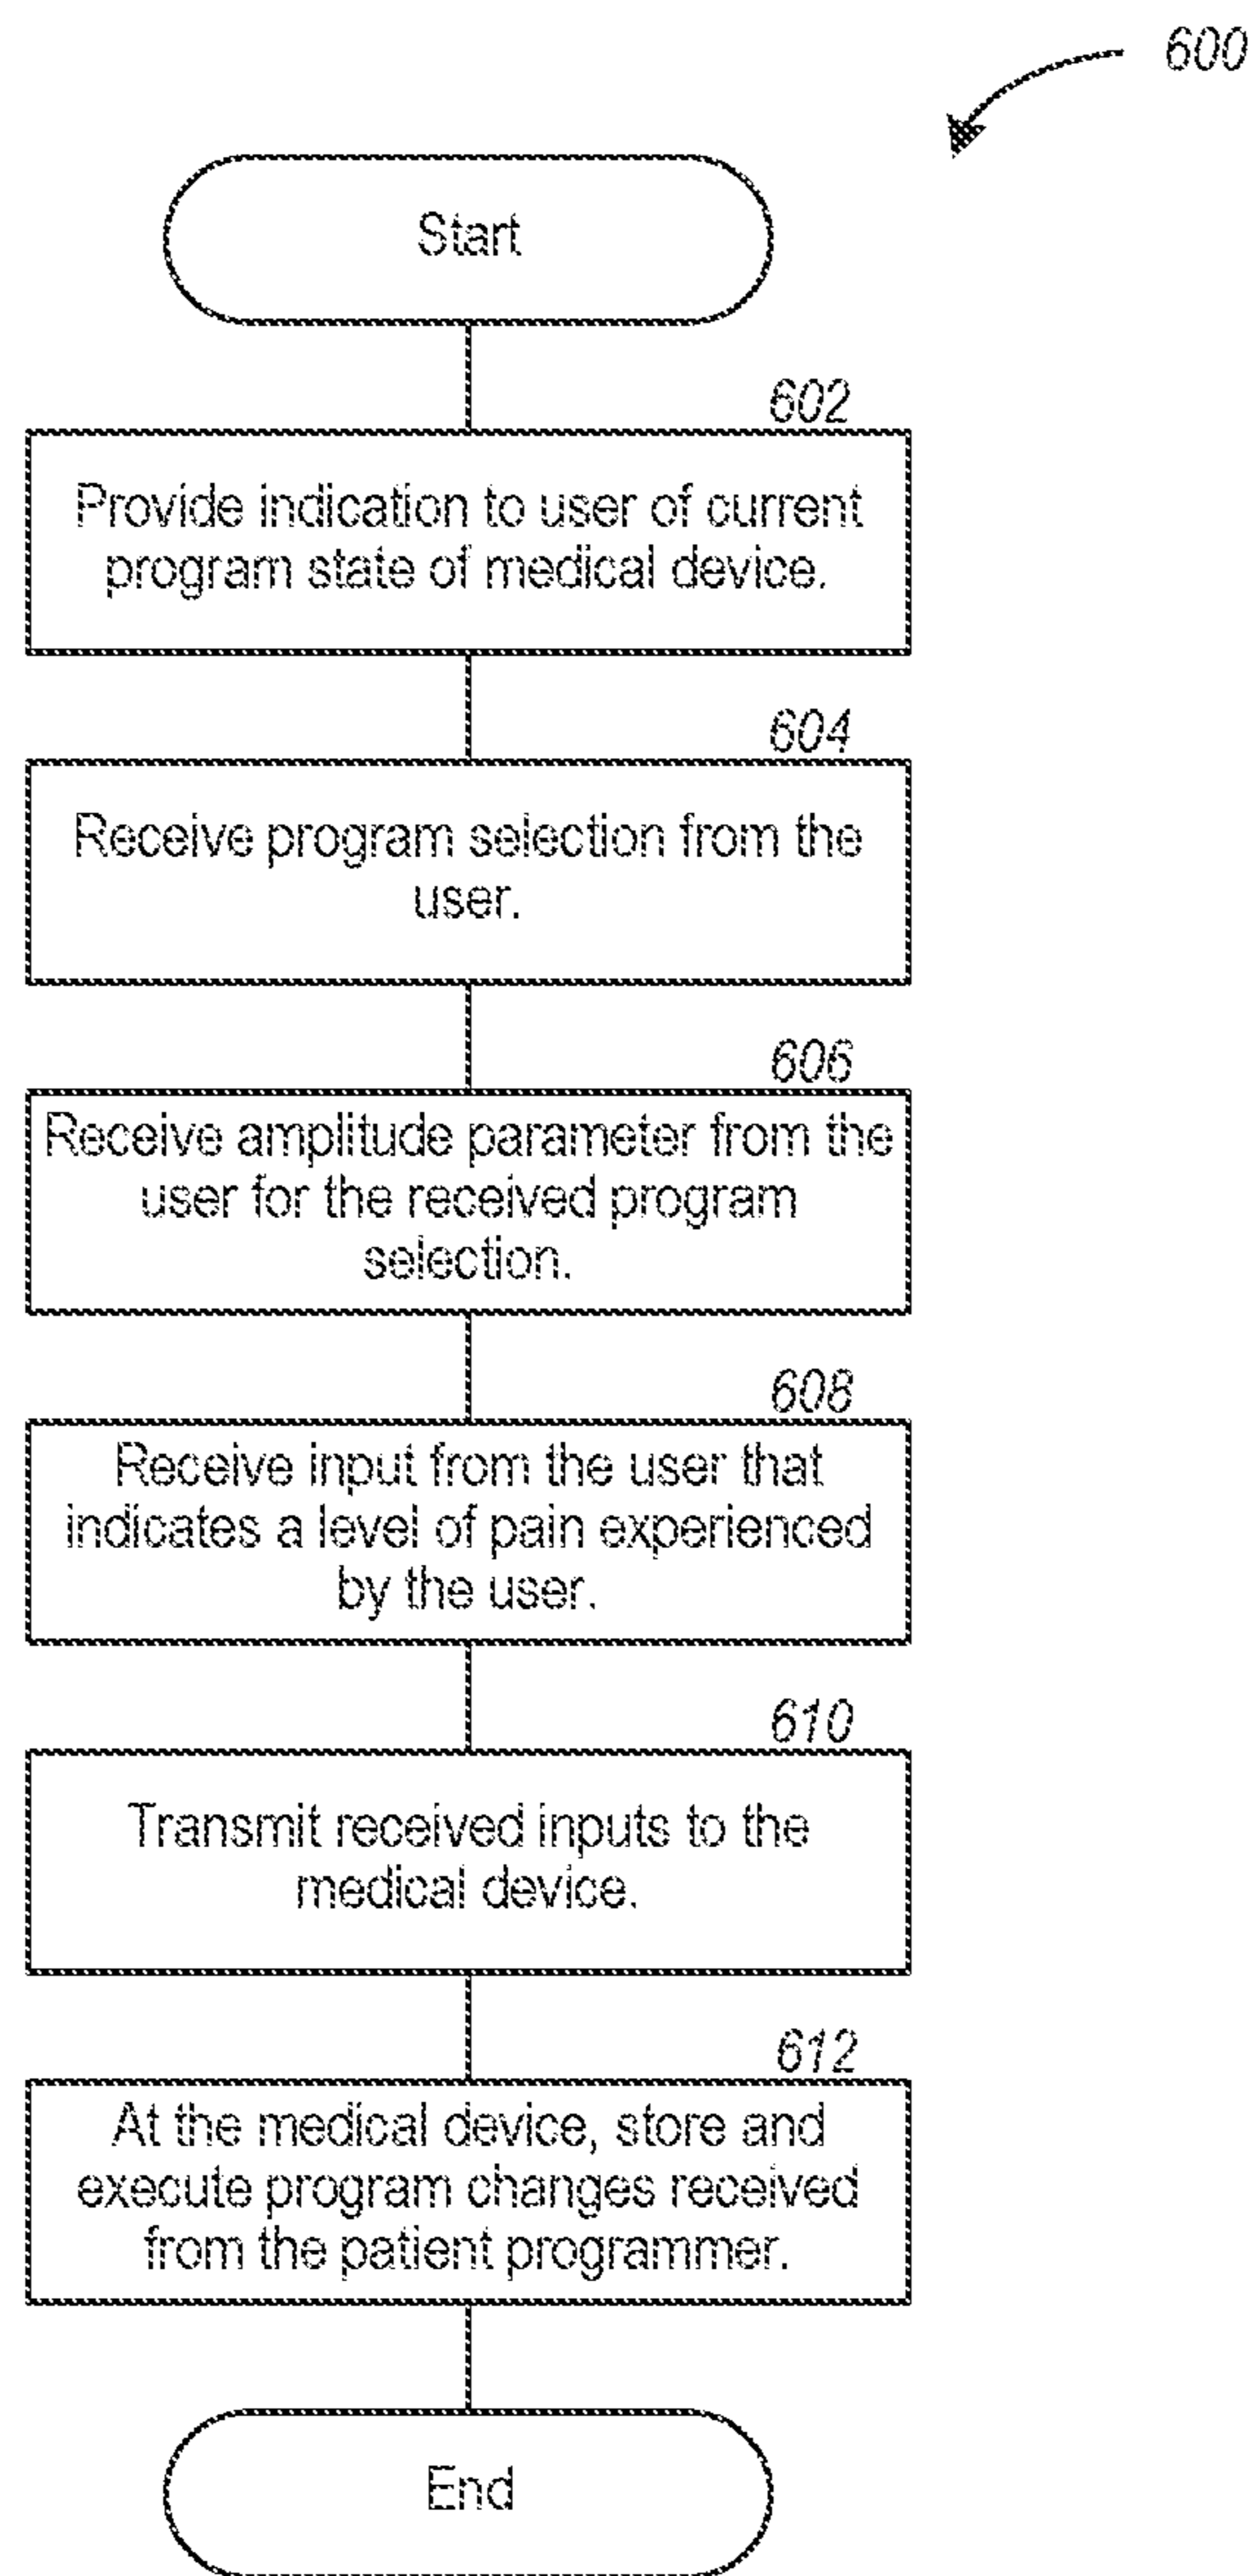 600
Start
602
Provide indication to user of current
program state of medical device.
604
Receive program selection from the
user.
606
Receive amplitude parameter from the
user for the received program
selection.
608
Receive input from the user that
indicates a level of pain experienced
by the user.
610
Transmit received inputs to the
medical device.
612
At the medical device, store and
execute program changes received
from the patient programmer.
End